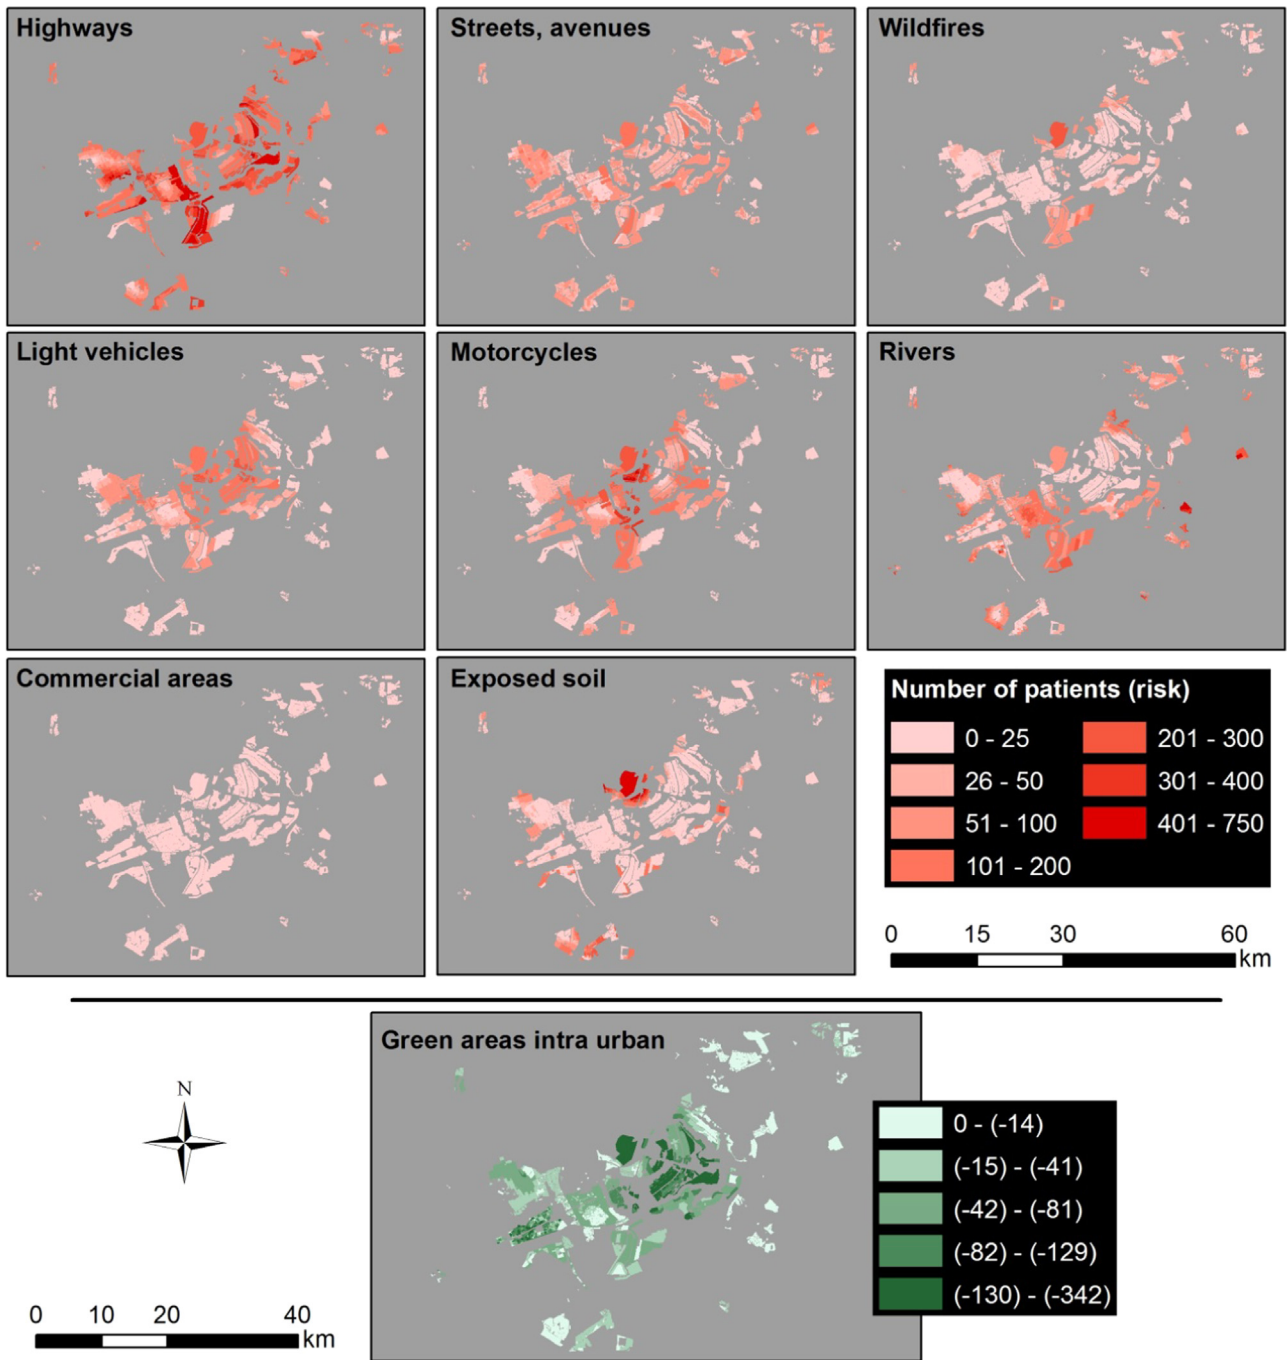 Highways
Streets, avenues
Wildfires
Light vehicles
Motorcycles
Rivers
Commercial areas
Exposed soil
Number of patients (risk)
0 - 25
201 - 300
26 - 50
301 - 400
51 - 100
401 - 750
101 - 200
0 15 30 60
km
Green areas intra urban
N
0 - (-14)
(-15) - (-41)
(-42) - (-81)
(-82) - (-129)
(-130) - (-342)
0 10 20 40
km